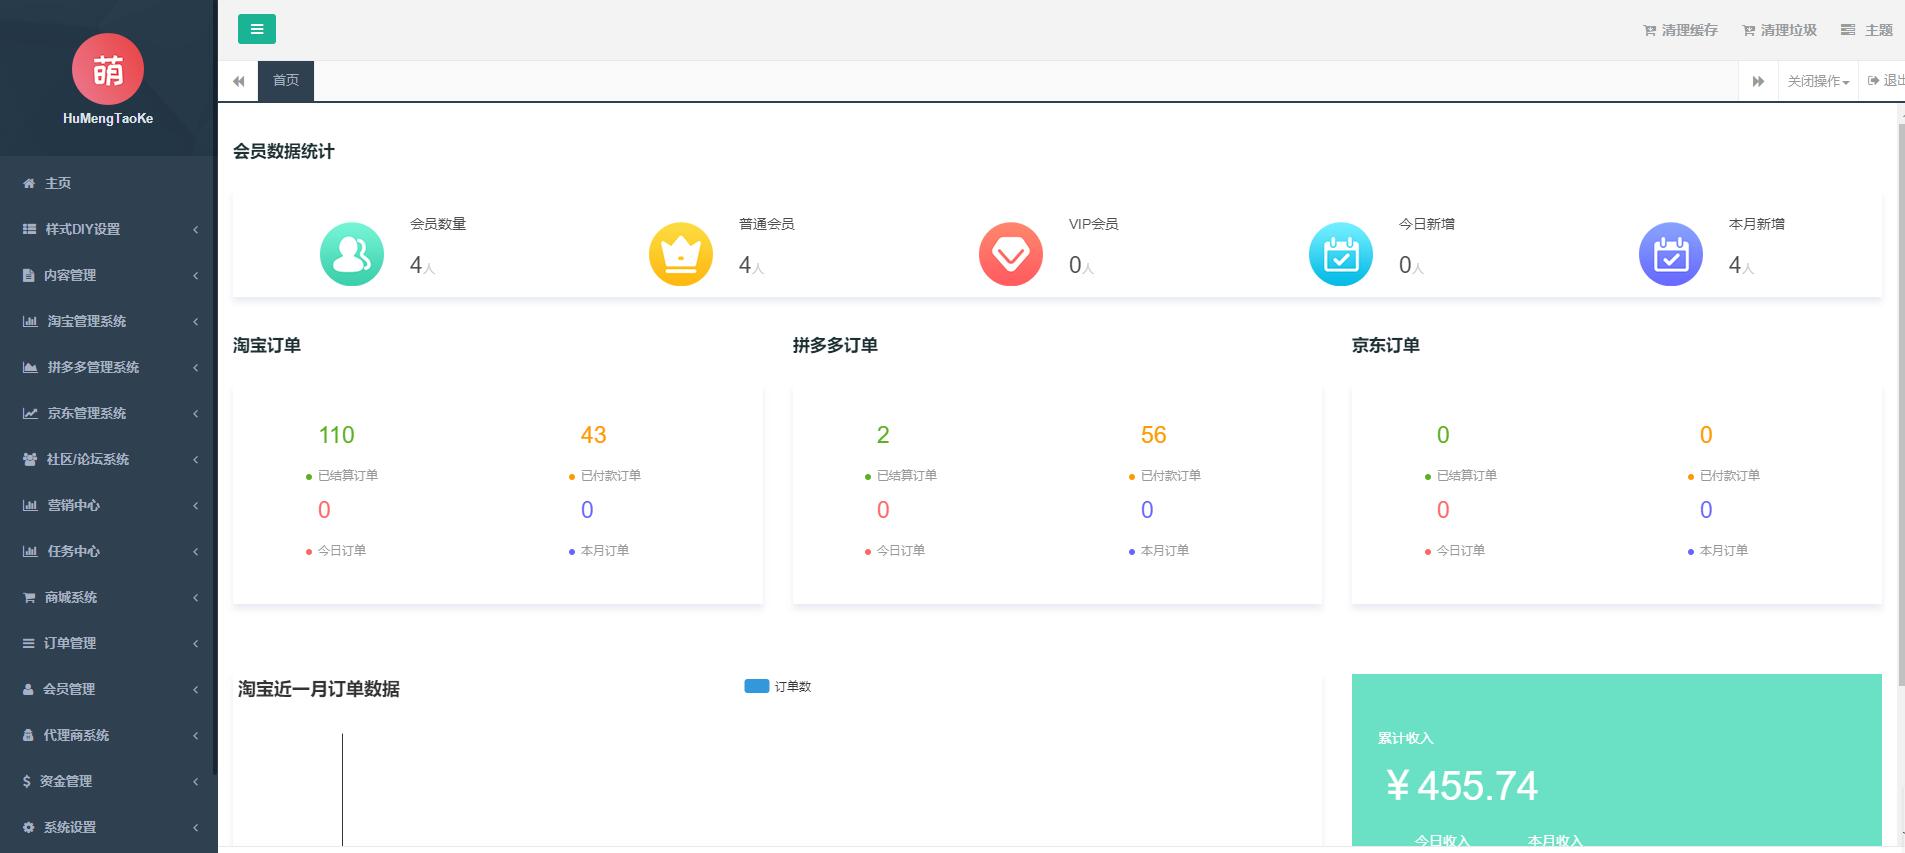 萌
HuMengTaoKe
主页
样式DIY设置
内容管理
淘宝管理系统
拼多多管理系统
京东管理系统
社区/论坛系统
营销中心
任务中心
商城系统
订单管理
会员管理
代理商系统
资金管理
系统设置
清理缓存 清理垃圾 主题
首页 关闭操作 退出
会员数据统计
会员数量 普通会员 VIP会员 今日新增 本月新增
4人 4人 0人 0人 4人
淘宝订单 拼多多订单 京东订单
110 43 2 56 0 0
已结算订单 已付款订单 已结算订单 已付款订单 已结算订单 已付款订单
0 0 0 0 0 0
今日订单 本月订单 今日订单 本月订单 今日订单 本月订单
淘宝近一月订单数据 订单数
累计收入
￥455.74
今日收入 本月收入